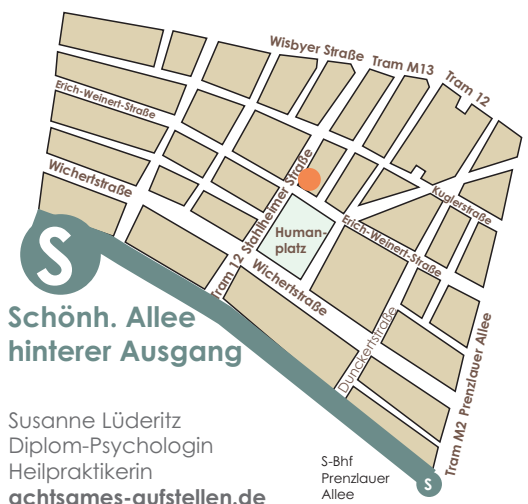 Wisbyer Straße Tram M13
Tram 12
Erich-Weinert-Straße
Wichertstraße
Tram 12 Stahlheimer Straße
Kuglerstraße
Erich-Weinert-Straße
Human-
platz
Wichertstraße
S
Schönh. Allee
hinterer Ausgang
Dunckertstraße
Tram M2 Prenzlauer Allee
Susanne Lüderitz
Diplom-Psychologin
Heilpraktikerin
achtsames-aufstellen.de
S-Bhf
Prenzlauer
Allee
S